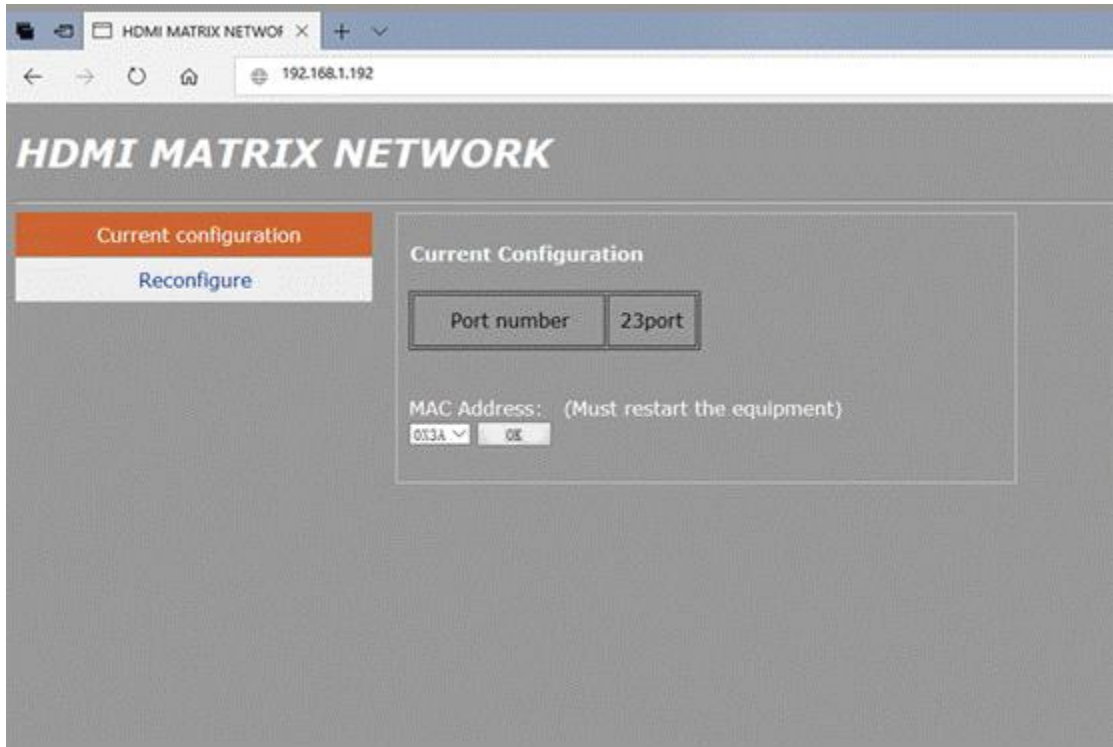 HDMI MATRIX NETWOF
192.168.1.192
HDMI MATRIX NETWORK
Current configuration
Reconfigure
Current Configuration
Port number 23port
MAC Address: (Must restart the equipment)
0X3A OK